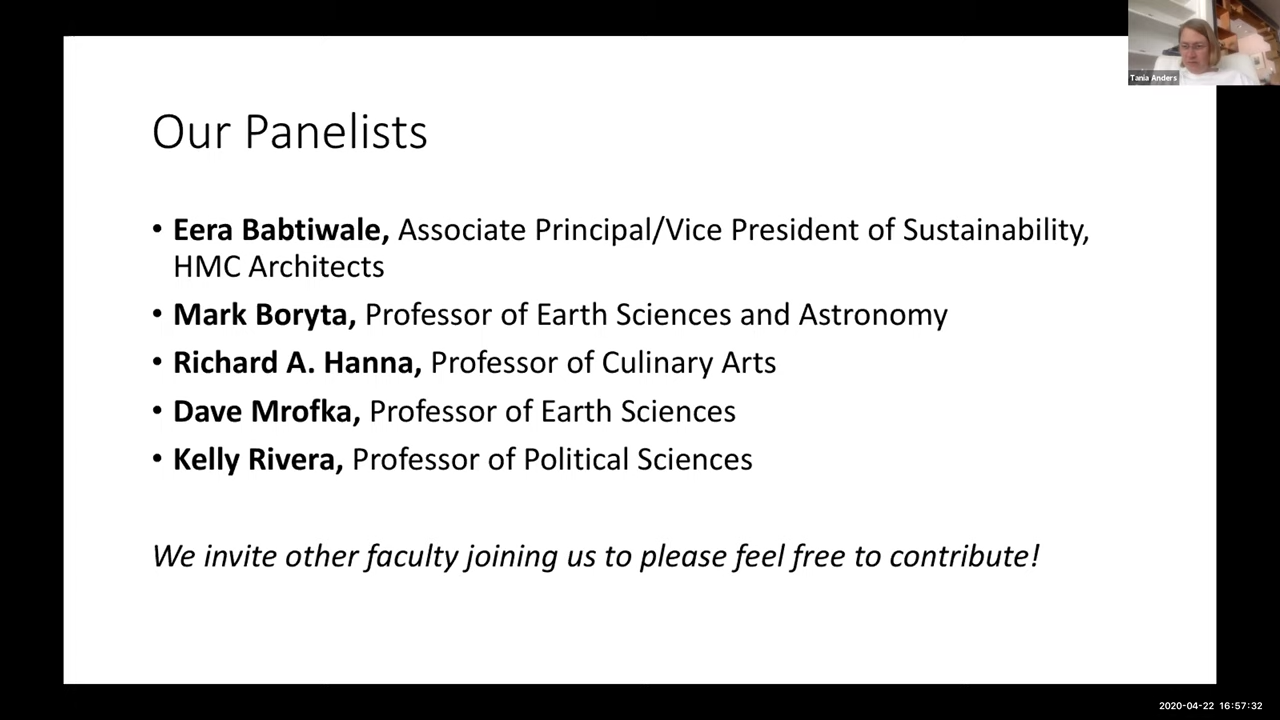 Tania Anders
Our Panelists
• Eera Babtiwale, Associate Principal/Vice President of Sustainability,
HMC Architects
• Mark Boryta, Professor of Earth Sciences and Astronomy
• Richard A. Hanna, Professor of Culinary Arts
• Dave Mrofka, Professor of Earth Sciences
• Kelly Rivera, Professor of Political Sciences
We invite other faculty joining us to please feel free to contribute!
2020-04-22 16:57:32